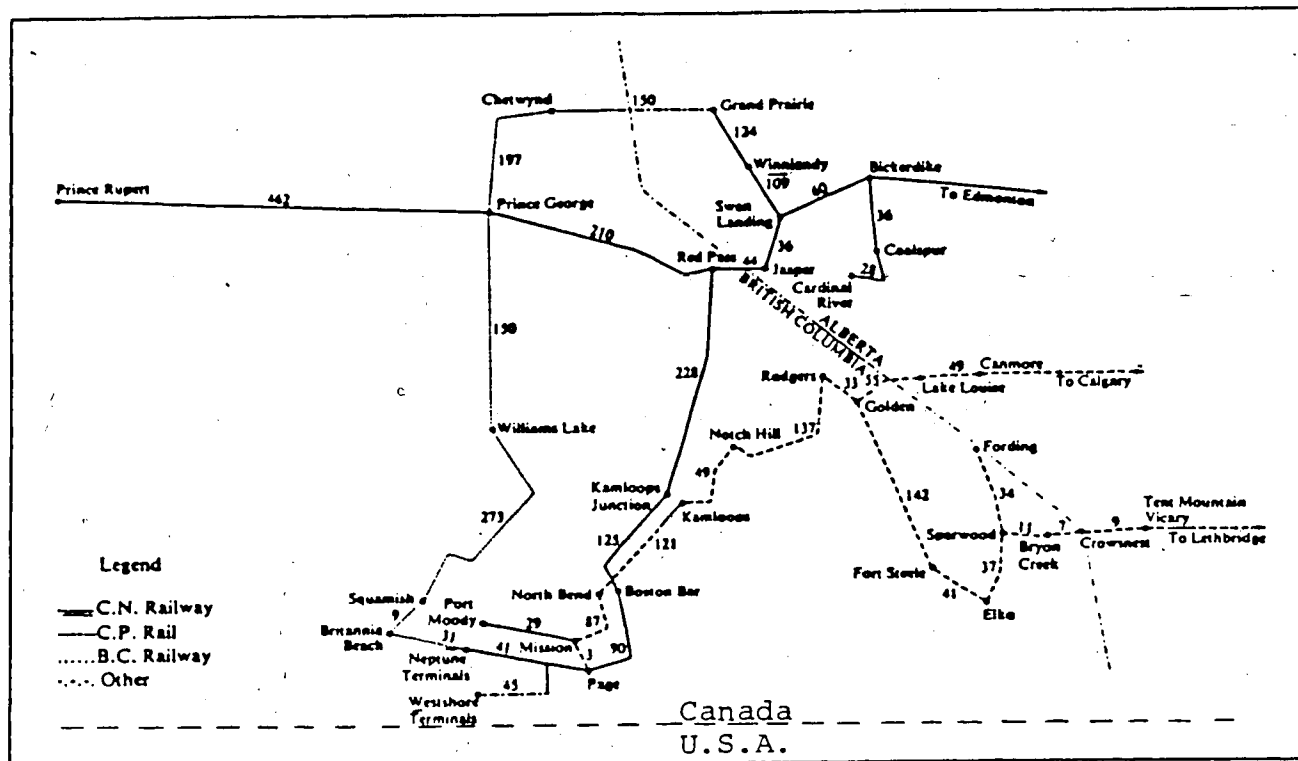 Chetwynd
150
Grand Prairie
124
197
Winnlandy
109
Bickerdike
60
Prince Rupert
462
Prince George
To Edmonson
Swan
Landing
36
210
36
Coalspur
Red Pass
44
Jasper
28
Cardinal
River
ALBERTA
BRITISH COLUMBIA
150
228
Rodgers
33
55
49
Canmore
Lake Louise
To Calgary
Golden
Williams Lake
Notch Hill
137
Fording
49
142
34
Kamloops
Junction
Kamloops
273
125
121
Sparwood
11
Bryon
Creek
7
9
Crowsnest
Tent Mountain
Vicary
To Lethbridge
Fort Steele
37
41
Elko
Legend
C.N. Railway
C.P. Rail
B.C. Railway
Other
Squamish
9
Britannia
Beach
Port
Moody
29
North Bend
Boston Bar
87
31
41
Mission
3
90
Neptune
Terminals
Page
45
Westshore
Terminals
Canada
U.S.A.